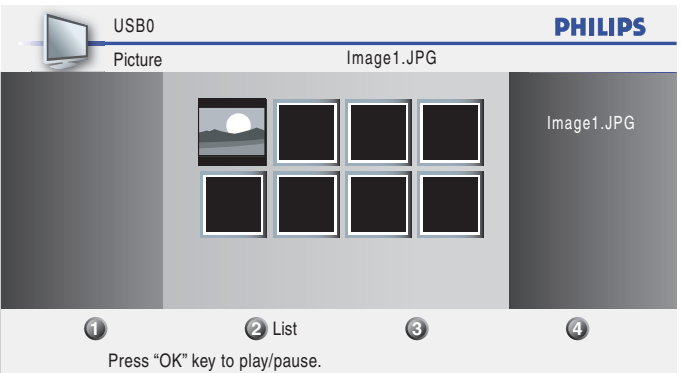 USB0
PHILIPS
Picture
Image1.JPG
Image1.JPG
1
2 List
3
4
Press “OK” key to play/pause.